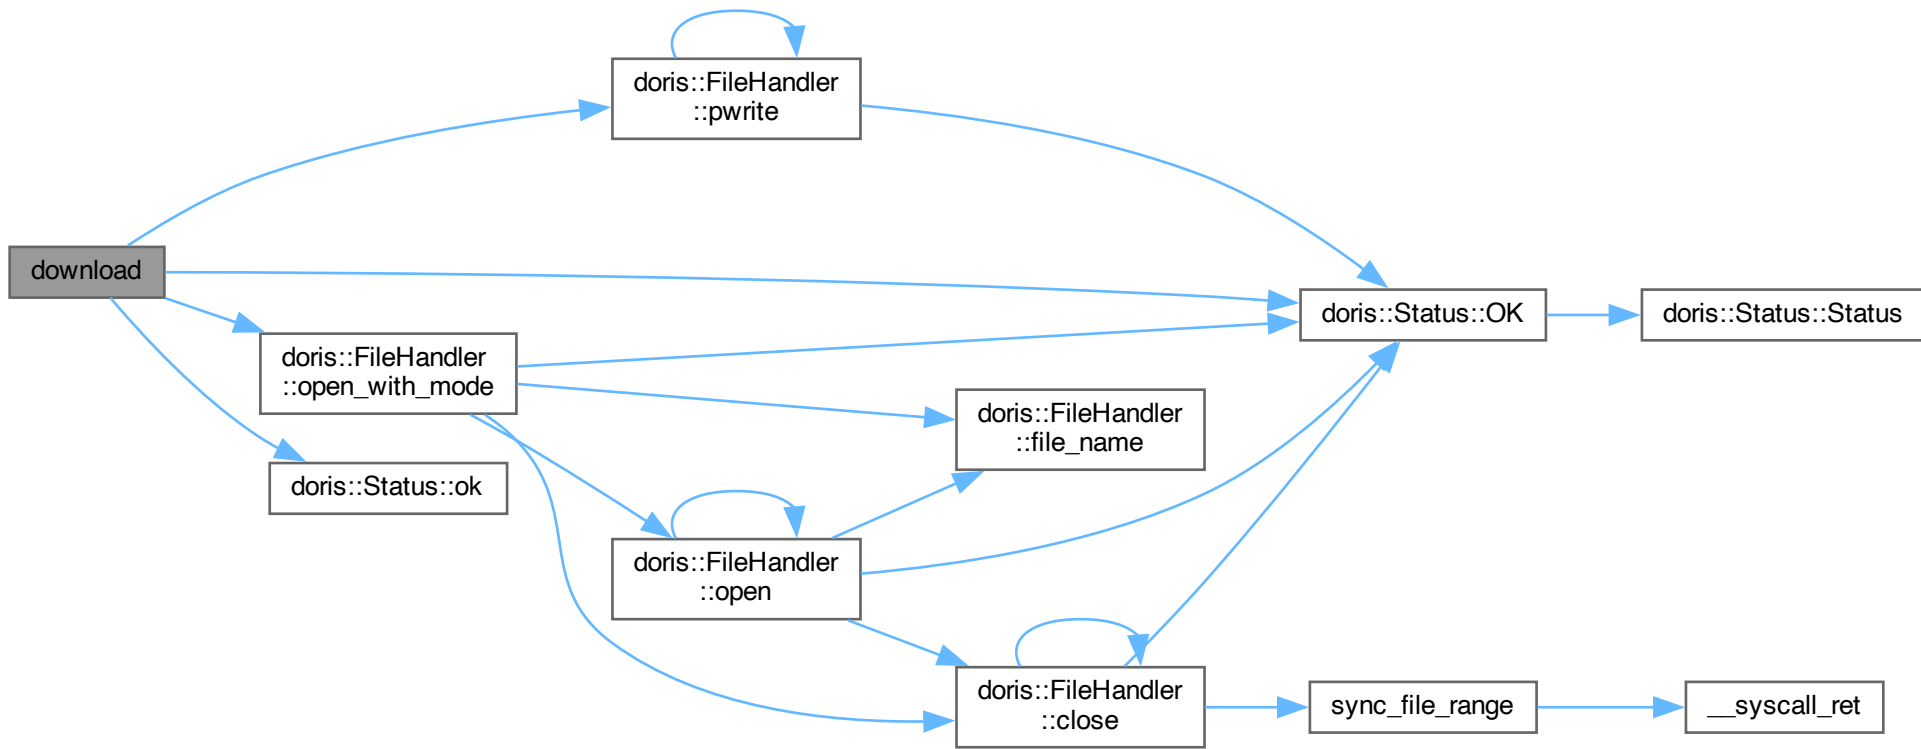 doris::FileHandler
::pwrite
download
doris::Status::OK
doris::Status::Status
doris::FileHandler
::open_with_mode
doris::FileHandler
::file_name
doris::Status::ok
doris::FileHandler
::open
doris::FileHandler
::close
sync_file_range
__syscall_ret